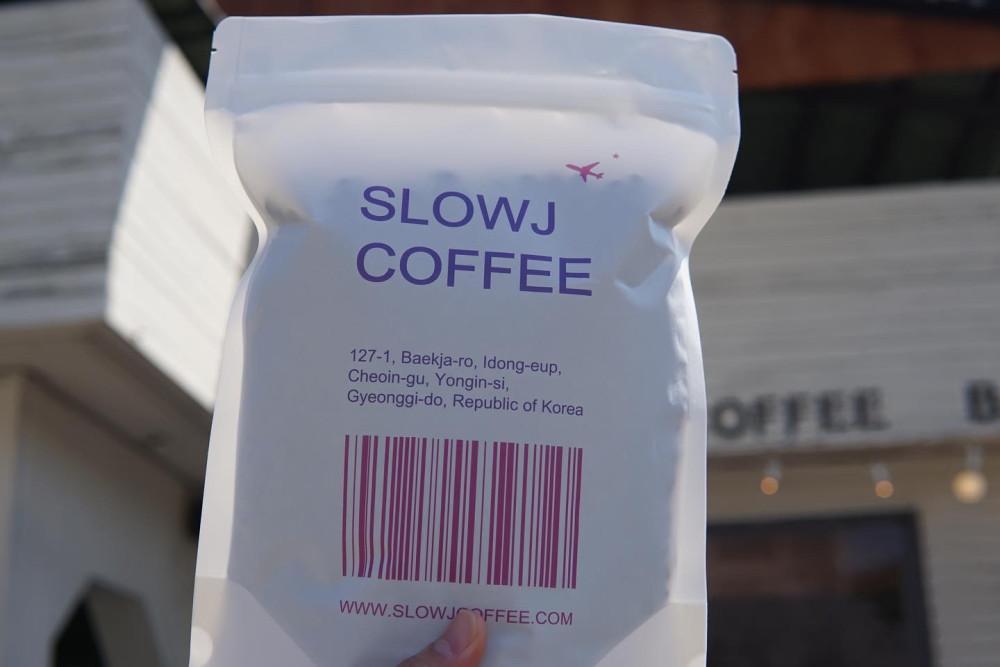 SLOWJ
COFFEE
127-1, Baekja-ro, Idong-eup,
Cheoin-gu, Yongin-si,
Gyeonggi-do, Republic of Korea
WWW.SLOWJCOFFEE.COM
OFFEE B